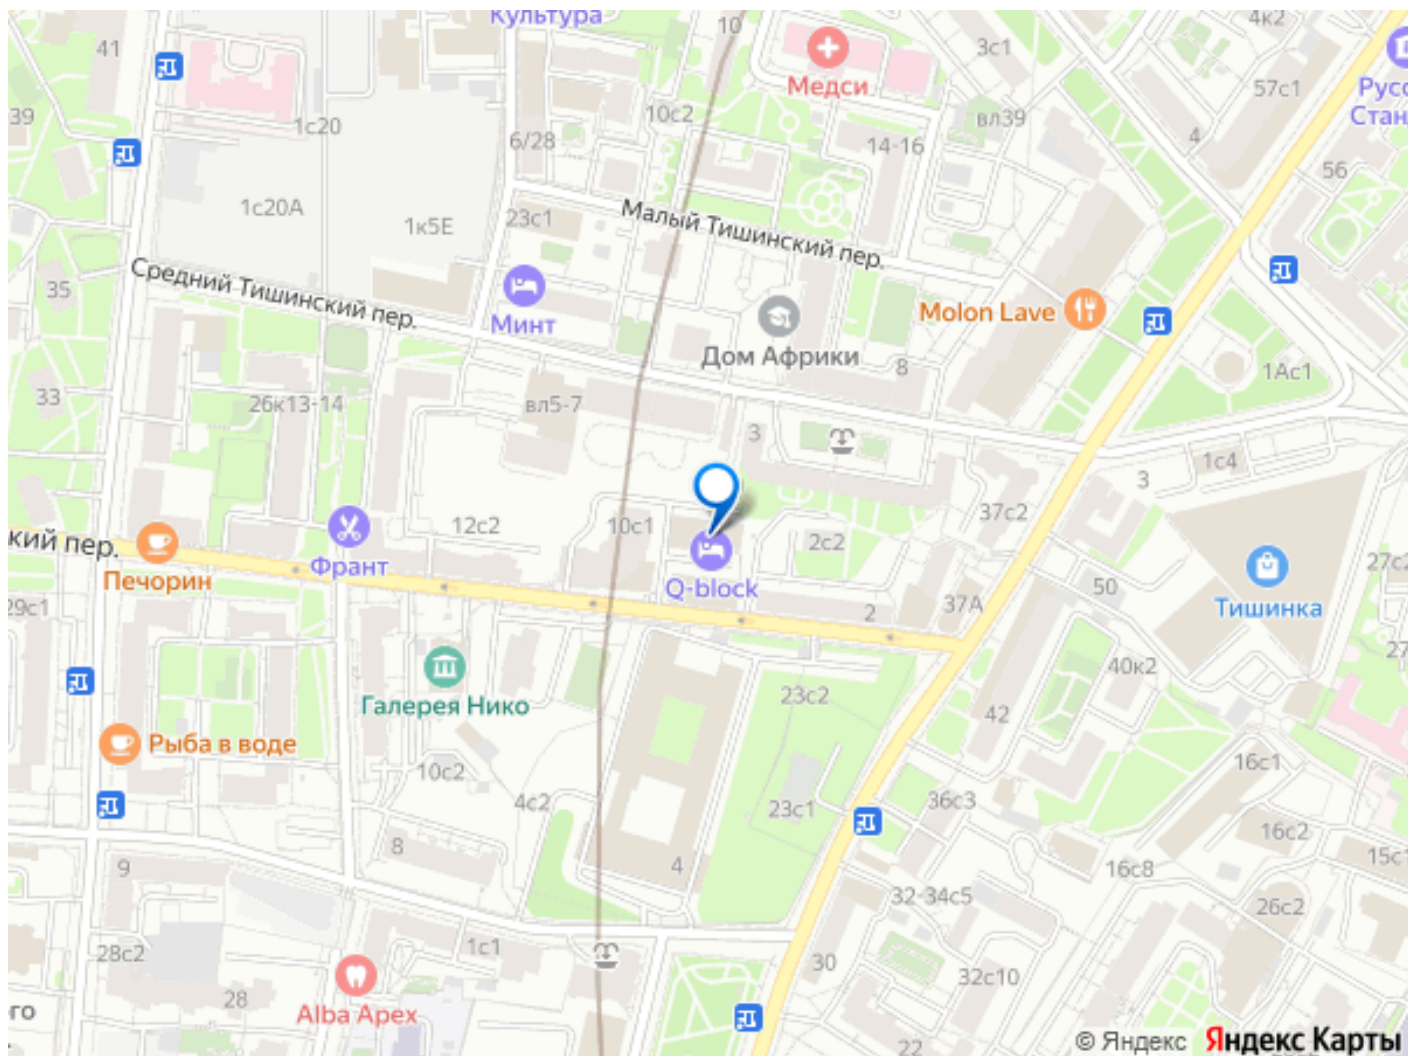 Культура
10
4к2
41
3с1
Медси
57с1
Русс
Стан
39
1с20
6/28
10с2
14-16
вл39
4
56
1с20А
1к5Е
23с1
Малый Тишинский пер.
35
Средний Тишинский пер.
Минт
Дом Африки
Molon Lave
8
1Ас1
33
26к13-14
вл5-7
3
1с4
3
кий пер.
Печорин
Франт
12с2
10с1
Q-block
2с2
37с2
50
Тишинка
27с2
29с1
2
37А
40к2
27
Галерея Нико
23с2
42
Рыба в воде
10с2
4с2
23с1
36с3
16с1
16с2
15с1
9
8
4
32-34с5
16с8
26с2
28с2
1с1
30
32с10
го
28
Alba Apex
22
© Яндекс Яндекс Карты